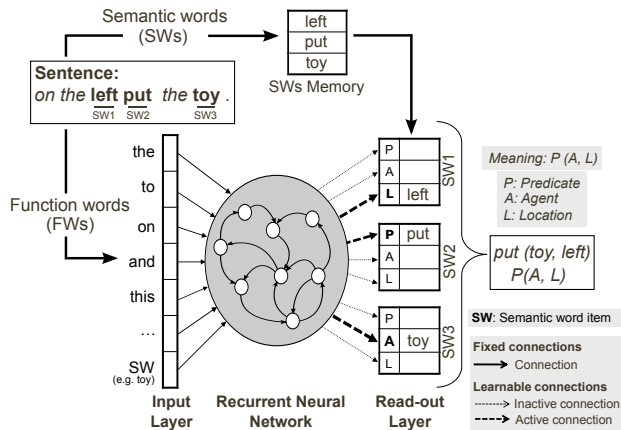 Semantic words
(SWs)
left
put
toy
SWs Memory
Sentence:
on the left put the toy .
SW1 SW2 SW3
Function words
(FWs)
the
to
on
and
this
...
SW
(e.g. toy)
Input
Layer
Recurrent Neural
Network
Read-out
Layer
P
A
L left
SW1
P put
A
L
SW2
P
A toy
L
SW3
Meaning: P (A, L)
P: Predicate
A: Agent
L: Location
put (toy, left)
P(A, L)
SW: Semantic word item
Fixed connections
Connection
Learnable connections
Inactive connection
Active connection